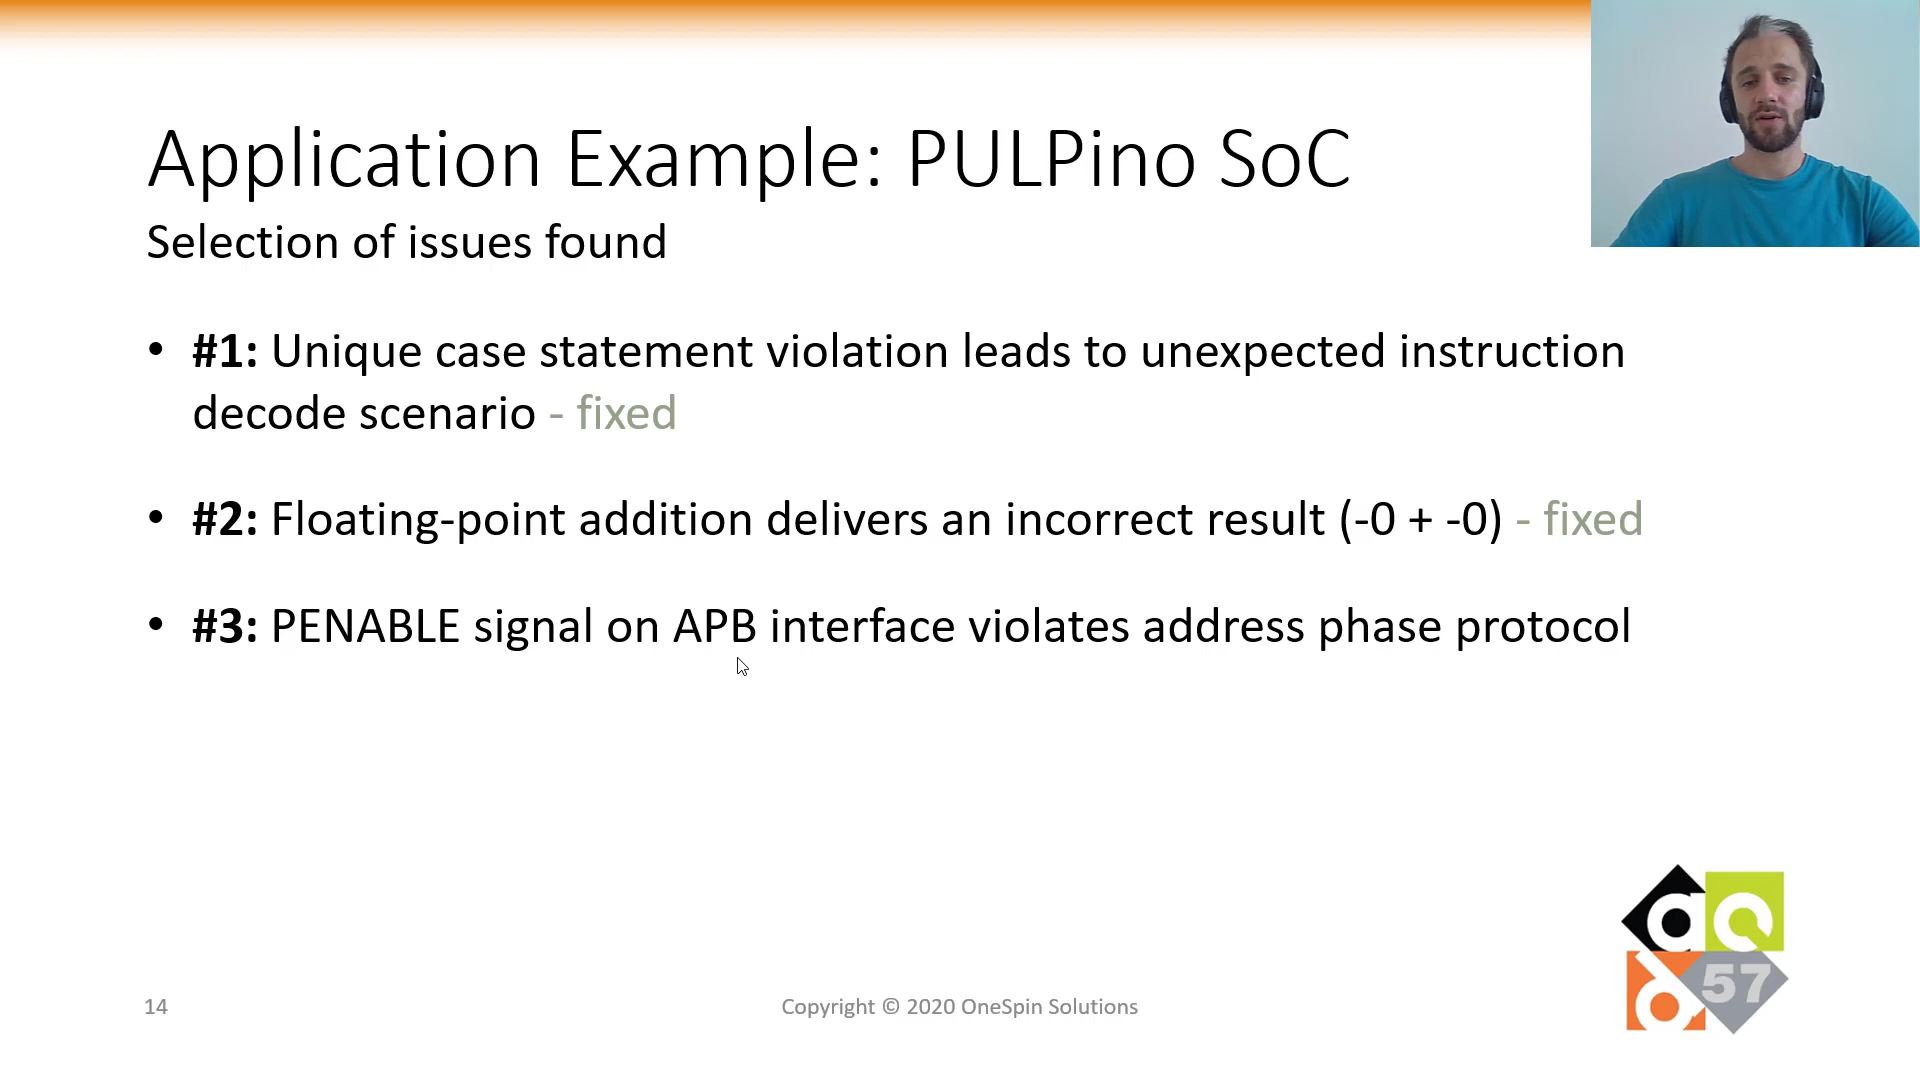 Application Example: PULPino SoC
Selection of issues found
• #1: Unique case statement violation leads to unexpected instruction
decode scenario - fixed
• #2: Floating-point addition delivers an incorrect result (-0 + -0) - fixed
• #3: PENABLE signal on APB interface violates address phase protocol
dac
57
14
Copyright © 2020 OneSpin Solutions